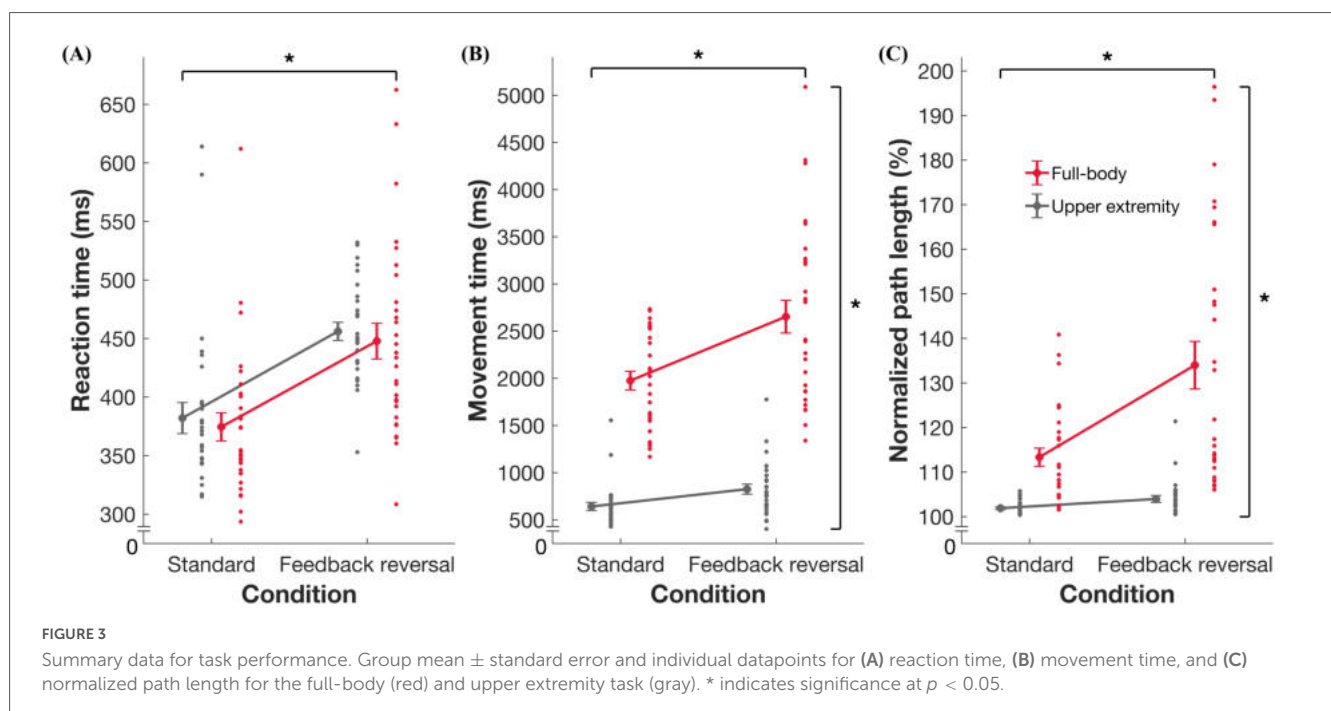 (A)
*
Reaction time (ms)
650
600
550
500
450
400
350
300
0
Standard Feedback reversal
Condition
(B)
*
Movement time (ms)
5000
4500
4000
3500
3000
2500
2000
1500
1000
500
0
*
Standard Feedback reversal
Condition
(C)
*
Normalized path length (%)
200
190
180
170
160
150
140
130
120
110
100
0
Full-body
Upper extremity
*
Standard Feedback reversal
Condition
FIGURE 3
Summary data for task performance. Group mean ± standard error and individual datapoints for (A) reaction time, (B) movement time, and (C)
normalized path length for the full-body (red) and upper extremity task (gray). * indicates significance at p < 0.05.